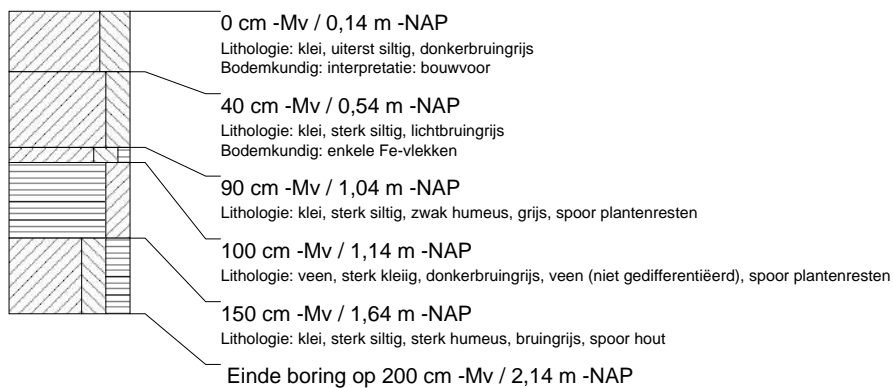 0 cm -Mv / 0,14 m -NAP
Lithologie: klei, uiterst siltig, donkerbruingrijs
Bodemkundig: interpretatie: bouwvoor
40 cm -Mv / 0,54 m -NAP
Lithologie: klei, sterk siltig, lichtbruingrijs
Bodemkundig: enkele Fe-vlekken
90 cm -Mv / 1,04 m -NAP
Lithologie: klei, sterk siltig, zwak humeus, grijs, spoor plantenresten
100 cm -Mv / 1,14 m -NAP
Lithologie: veen, sterk kleiig, donkerbruingrijs, veen (niet gedifferentiëerd), spoor plantenresten
150 cm -Mv / 1,64 m -NAP
Lithologie: klei, sterk siltig, sterk humeus, bruingrijs, spoor hout
Einde boring op 200 cm -Mv / 2,14 m -NAP